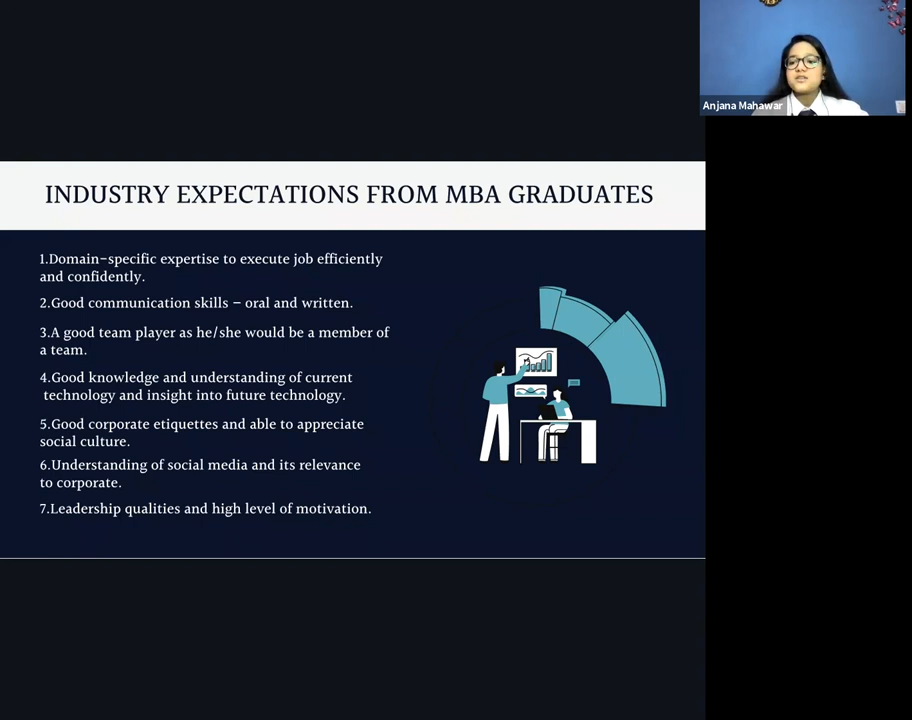 Anjana Mahawar
INDUSTRY EXPECTATIONS FROM MBA GRADUATES
1.Domain-specific expertise to execute job efficiently
and confidently.
2.Good communication skills – oral and written.
3.A good team player as he/she would be a member of
a team.
4.Good knowledge and understanding of current
technology and insight into future technology.
5.Good corporate etiquettes and able to appreciate
social culture.
6.Understanding of social media and its relevance
to corporate.
7.Leadership qualities and high level of motivation.